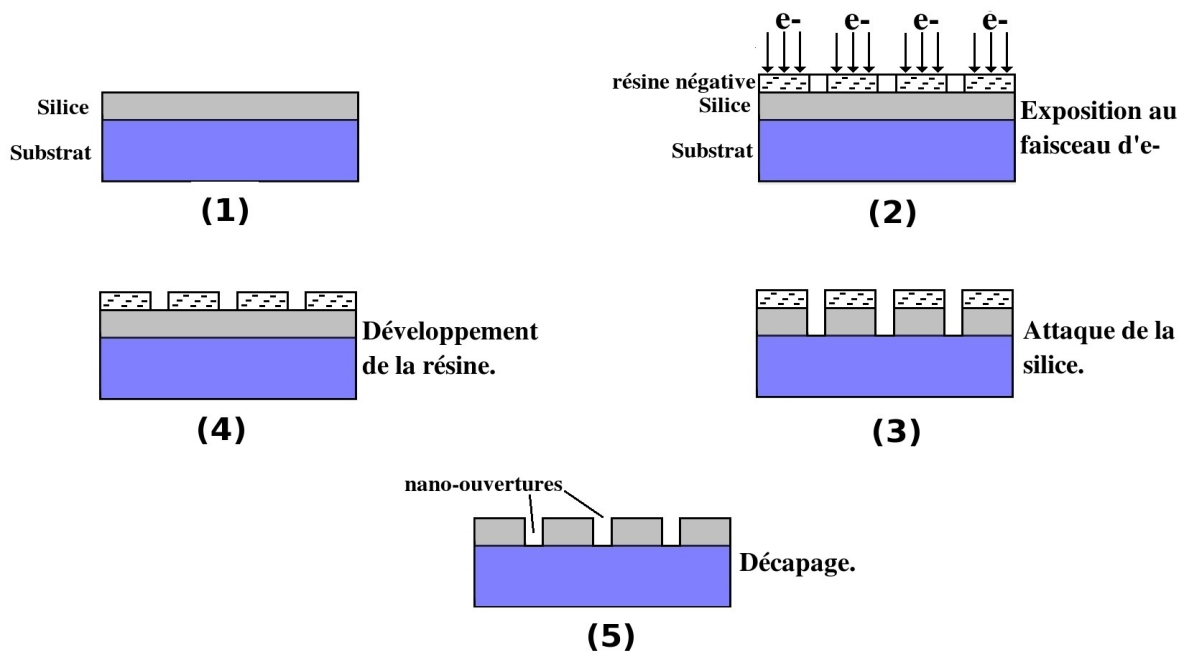 Silice
Substrat
(1)
e- e- e- e-
résine négative
Silice
Substrat
Exposition au
faisceau d'e-
(2)
Développement
de la résine.
(4)
Attaque de la
silice.
(3)
nano-ouvertures
Décapage.
(5)